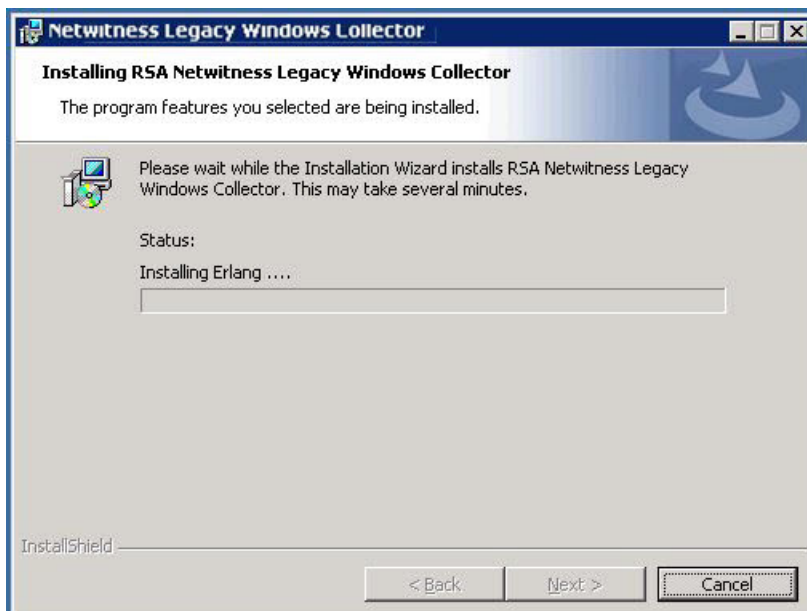 Netwitness Legacy Windows Lollector
Installing RSA Netwitness Legacy Windows Collector
The program features you selected are being installed.
Please wait while the Installation Wizard installs RSA Netwitness Legacy
Windows Collector. This may take several minutes.
Status:
Installing Erlang ....
InstallShield
< Back
Next >
Cancel